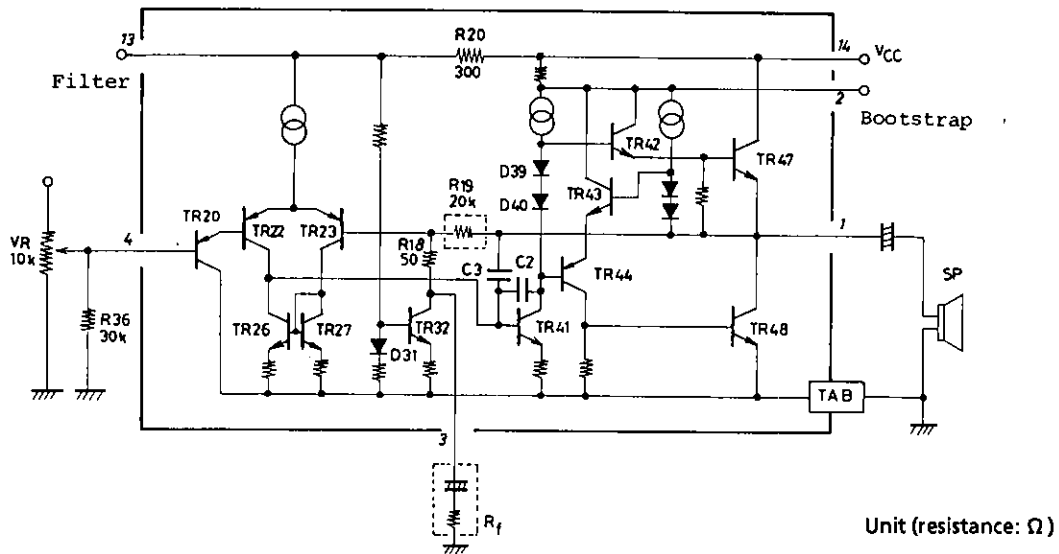 13
Filter
R20
300
14
VCC
2
Bootstrap
TR42
TR47
D39
D40
TR43
R19
20k
VR
10k
4
TR20
TR22
TR23
R18
50
C3
C2
TR44
1
SP
R36
30k
TR26
TR27
D31
TR32
TR41
TR48
TAB
3
Rf
Unit (resistance: Ω)